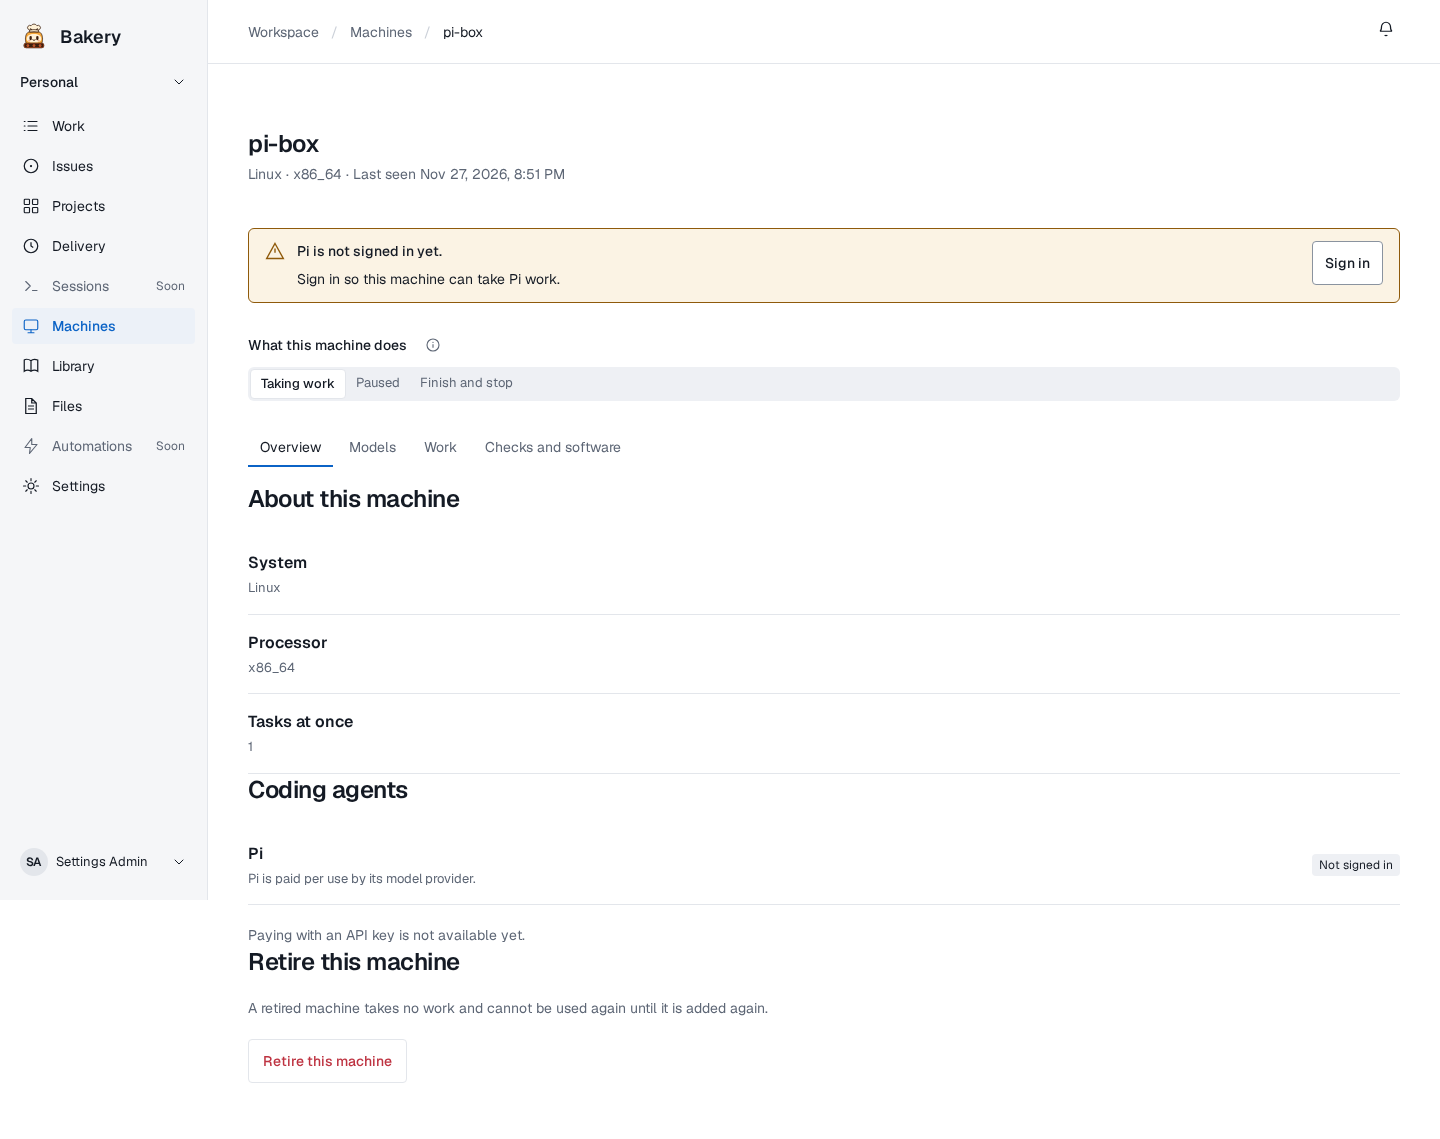 Bakery
Personal
Work
Issues
Projects
Delivery
Sessions Soon
Machines
Library
Files
Automations Soon
Settings
SA Settings Admin
Workspace / Machines / pi-box
pi-box
Linux · x86_64 · Last seen Nov 27, 2026, 8:51 PM
Pi is not signed in yet.
Sign in so this machine can take Pi work.
Sign in
What this machine does
Taking work Paused Finish and stop
Overview Models Work Checks and software
About this machine
System
Linux
Processor
x86_64
Tasks at once
1
Coding agents
Pi
Pi is paid per use by its model provider.
Not signed in
Paying with an API key is not available yet.
Retire this machine
A retired machine takes no work and cannot be used again until it is added again.
Retire this machine